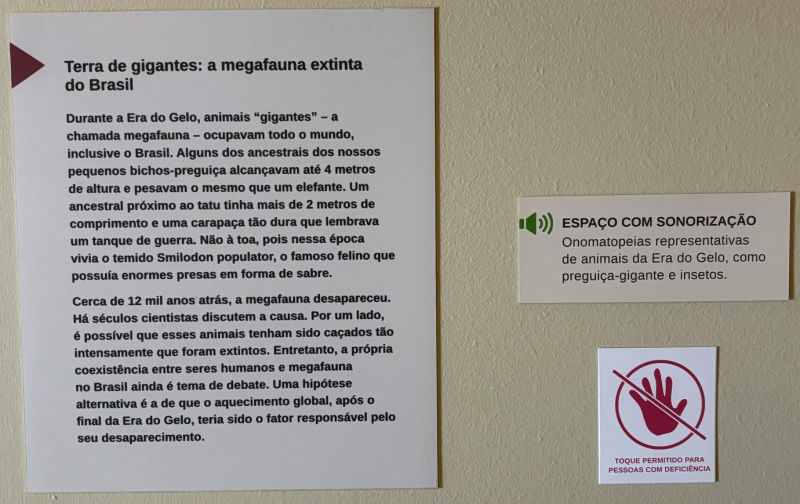 Terra de gigantes: a megafauna extinta
do Brasil
Durante a Era do Gelo, animais “gigantes” – a
chamada megafauna – ocupavam todo o mundo,
inclusive o Brasil. Alguns dos ancestrais dos nossos
pequenos bichos-preguiça alcançavam até 4 metros
de altura e pesavam o mesmo que um elefante. Um
ancestral próximo ao tatu tinha mais de 2 metros de
comprimento e uma carapaça tão dura que lembrava
um tanque de guerra. Não à toa, pois nessa época
vivia o temido Smilodon populator, o famoso felino que
possuía enormes presas em forma de sabre.
Cerca de 12 mil anos atrás, a megafauna desapareceu.
Há séculos cientistas discutem a causa. Por um lado,
é possível que esses animais tenham sido caçados tão
intensamente que foram extintos. Entretanto, a própria
coexistência entre seres humanos e megafauna
no Brasil ainda é tema de debate. Uma hipótese
alternativa é a de que o aquecimento global, após o
final da Era do Gelo, teria sido o fator responsável pelo
seu desaparecimento.
ESPAÇO COM SONORIZAÇÃO
Onomatopeias representativas
de animais da Era do Gelo, como
preguiça-gigante e insetos.
TOQUE PERMITIDO PARA
PESSOAS COM DEFICIÊNCIA